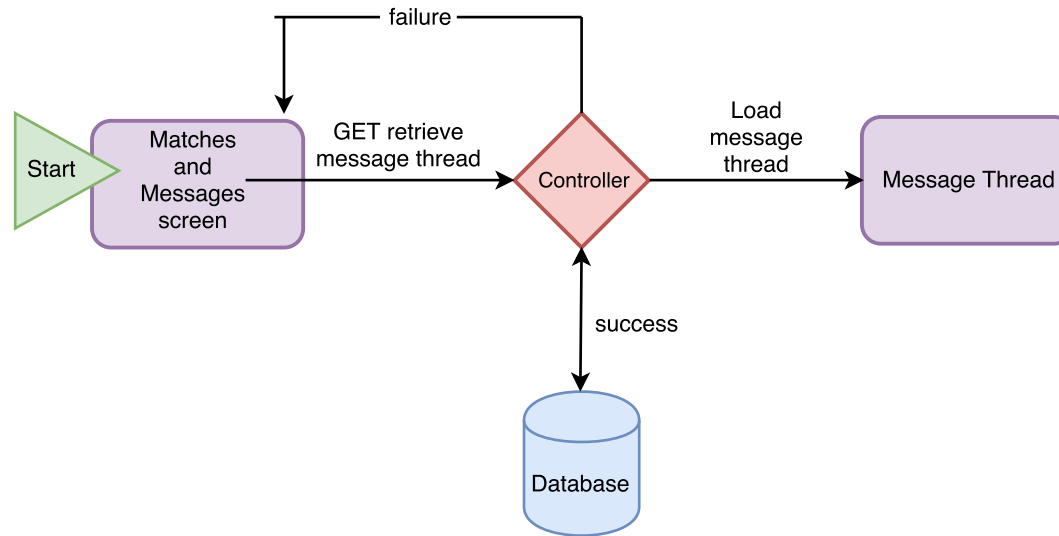 failure
Start
Matches
and
Messages
screen
GET retrieve
message thread
Controller
Load
message
thread
Message Thread
success
Database